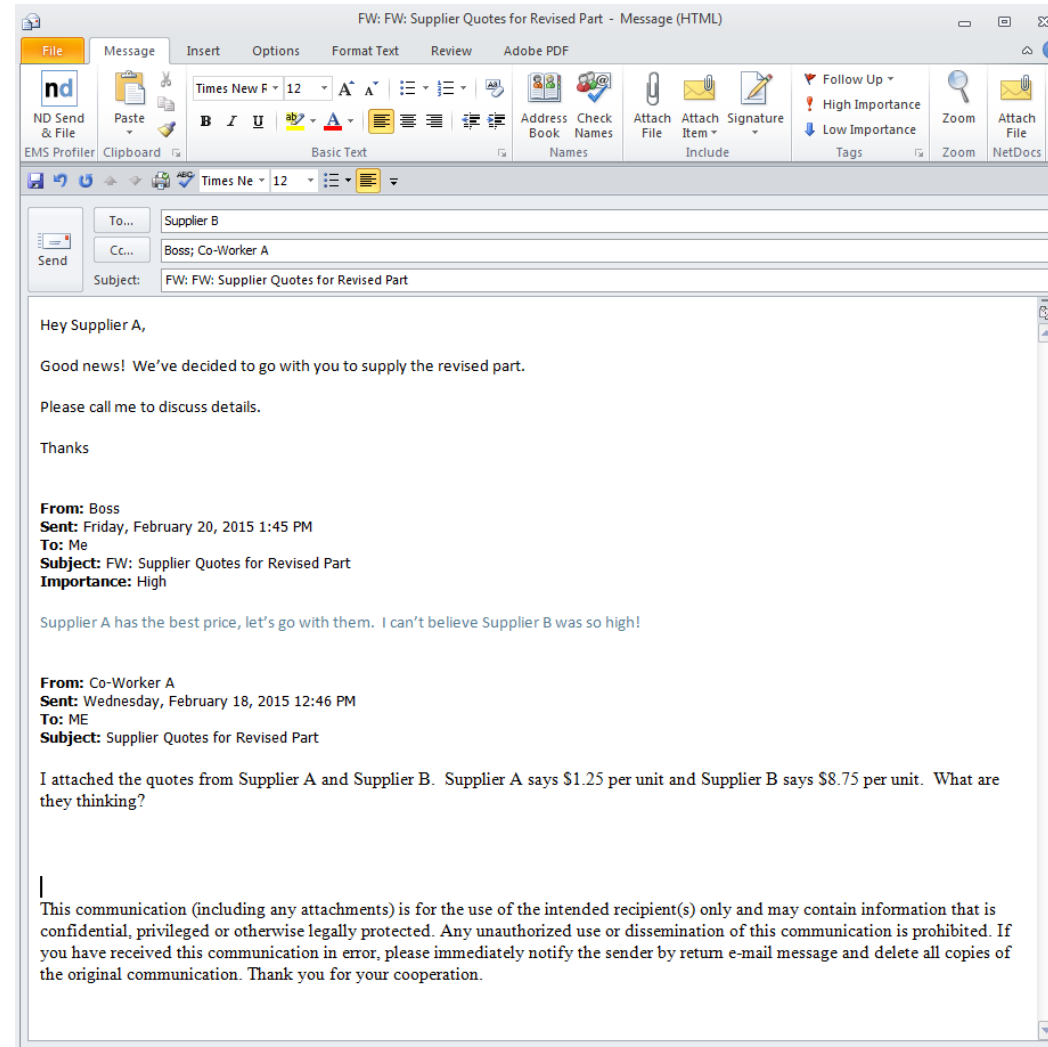 FW: FW: Supplier Quotes for Revised Part - Message (HTML)
File Message Insert Options Format Text Review Adobe PDF
nd
ND Send & File
Paste
Times New F 12
B I U
Address Book
Check Names
Attach File
Attach Item
Signature
Follow Up
High Importance
Low Importance
Zoom
Attach File
EMS Profiler Clipboard Basic Text Names Include Tags Zoom NetDocs
ABC Times Ne 12
Send
To... Supplier B
Cc... Boss; Co-Worker A
Subject: FW: FW: Supplier Quotes for Revised Part
Hey Supplier A,
Good news!  We've decided to go with you to supply the revised part.
Please call me to discuss details.
Thanks
From: Boss
Sent: Friday, February 20, 2015 1:45 PM
To: Me
Subject: FW: Supplier Quotes for Revised Part
Importance: High
Supplier A has the best price, let's go with them.  I can't believe Supplier B was so high!
From: Co-Worker A
Sent: Wednesday, February 18, 2015 12:46 PM
To: ME
Subject: Supplier Quotes for Revised Part
I attached the quotes from Supplier A and Supplier B.  Supplier A says $1.25 per unit and Supplier B says $8.75 per unit.  What are
they thinking?
This communication (including any attachments) is for the use of the intended recipient(s) only and may contain information that is
confidential, privileged or otherwise legally protected. Any unauthorized use or dissemination of this communication is prohibited. If
you have received this communication in error, please immediately notify the sender by return e-mail message and delete all copies of
the original communication. Thank you for your cooperation.